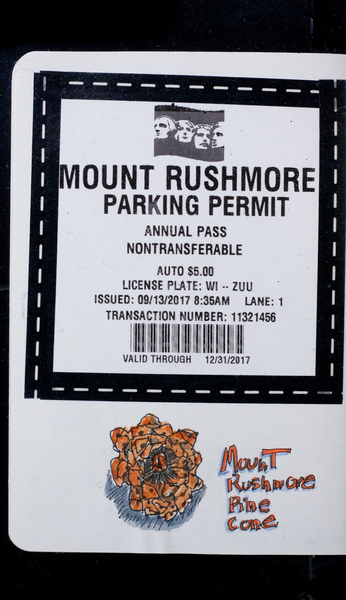 MOUNT RUSHMORE
PARKING PERMIT
ANNUAL PASS
NONTRANSFERABLE
AUTO $5.00
LICENSE PLATE: WI -- ZUU
ISSUED: 09/13/2017 8:35AM LANE: 1
TRANSACTION NUMBER: 11321456
VALID THROUGH 12/31/2017
MounT
Rushmore
Pine
Cone